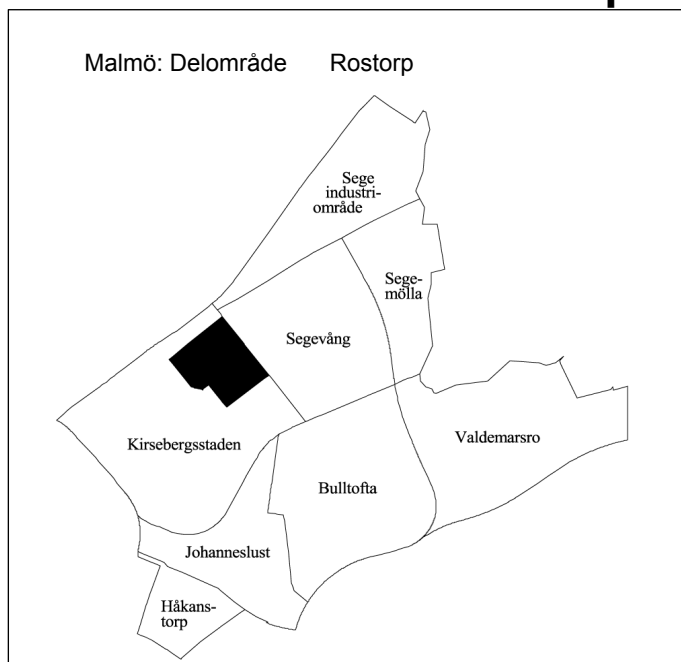 Malmö: Delområde Rostorp
Sege
industri-
område
Sege-
mölla
Segevång
Kirsebergsstaden
Valdemarsro
Bulltofta
Johanneslust
Håkans-
torp